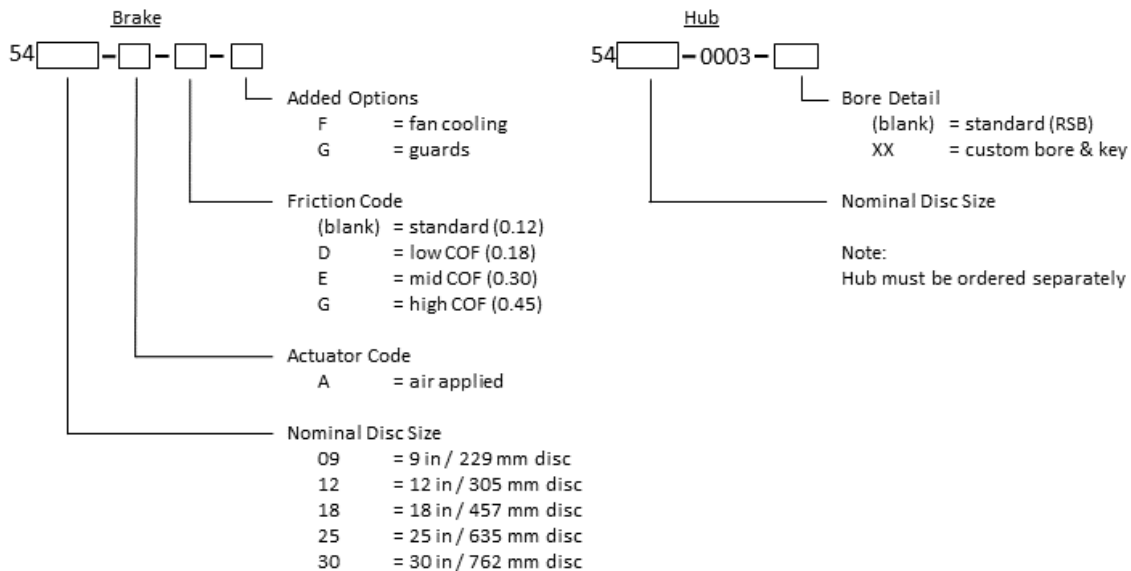 Brake
54 - - -
Added Options
F = fan cooling
G = guards
Friction Code
(blank) = standard (0.12)
D = low COF (0.18)
E = mid COF (0.30)
G = high COF (0.45)
Actuator Code
A = air applied
Nominal Disc Size
09 = 9 in / 229 mm disc
12 = 12 in / 305 mm disc
18 = 18 in / 457 mm disc
25 = 25 in / 635 mm disc
30 = 30 in / 762 mm disc
Hub
54 - 0003 -
Bore Detail
(blank) = standard (RSB)
XX = custom bore & key
Nominal Disc Size
Note:
Hub must be ordered separately